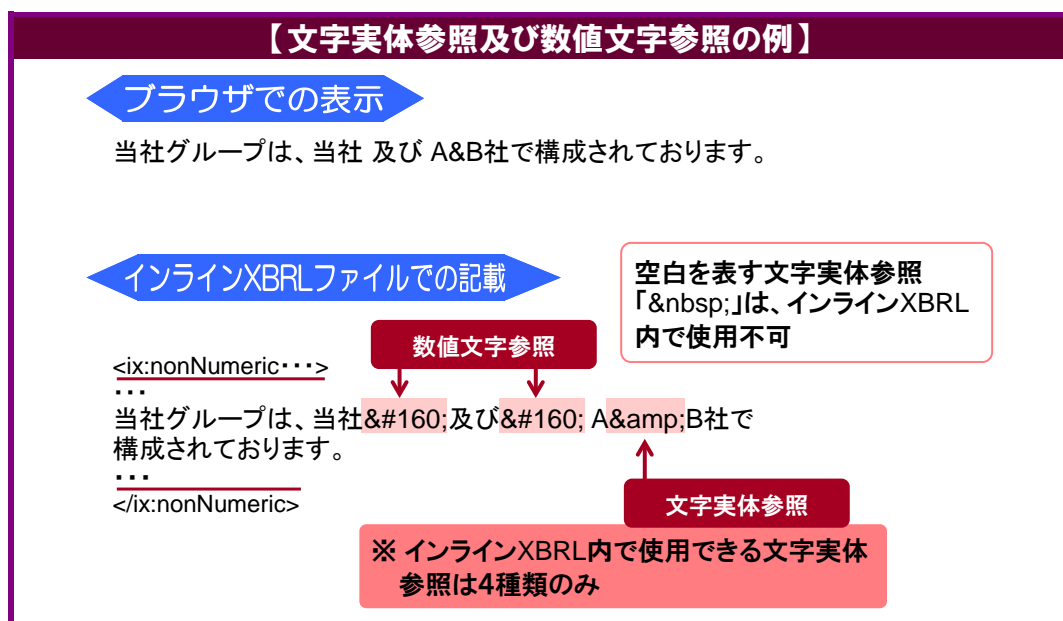 【文字実体参照及び数値文字参照の例】
ブラウザでの表示
当社グループは、当社 及び A&B社で構成されております。
インラインXBRLファイルでの記載
空白を表す文字実体参照
「&nbsp;」は、インラインXBRL
内で使用不可
数値文字参照
<ix:nonNumeric･･･>
･･･
当社グループは、当社&#160;及び&#160; A&amp;B社で
構成されております。
･･･
</ix:nonNumeric>
文字実体参照
※ インラインXBRL内で使用できる文字実体
参照は4種類のみ